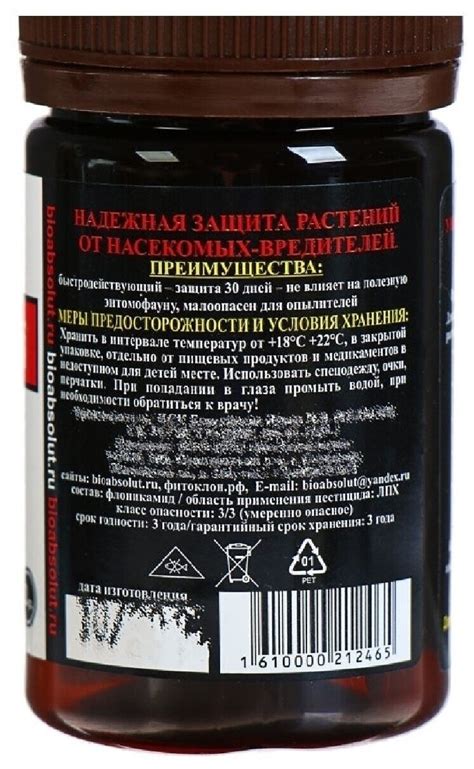 НАДЕЖНАЯ ЗАЩИТА РАСТЕНИЙ
ОТ НАСЕКОМЫХ-ВРЕДИТЕЛЕЙ.
ПРЕИМУЩЕСТВА:
быстродействующий – защита 30 дней – не влияет на полезную
энтомофауну, малоопасен для опылителей
МЕРЫ ПРЕДОСТОРОЖНОСТИ И УСЛОВИЯ ХРАНЕНИЯ:
Хранить в интервале температур от +18°C +22°C, в закрытой
упаковке, отдельно от пищевых продуктов и медикаментов в
недоступном для детей месте. Использовать спецодежду, очки,
перчатки. При попадании в глаза промыть водой, при
необходимости обратиться к врачу!
сайты: bioabsolut.ru, фитоклон.рф, E-mail: bioabsolut@yandex.ru
состав: флоникамид / область применения пестицида: ЛПХ
класс опасности: 3/3 (умеренно опасное)
срок годности: 3 года/гарантийный срок хранения: 3 года
01
PET
дата изготовления
1 610000 212465
bioabsolut.ru bioabsolut.ru bioabsolut.ru